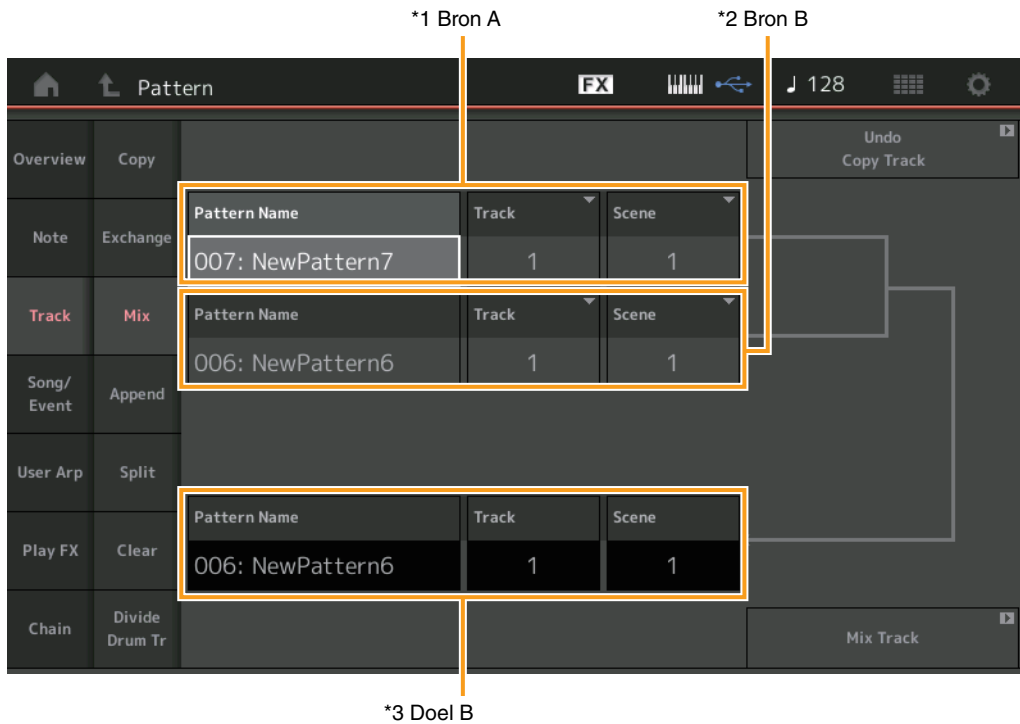 *1 Bron A
*2 Bron B
Pattern
FX
128
Overview
Copy
Undo
Copy Track
Note
Exchange
Pattern Name
Track
Scene
007: NewPattern7
1
1
Track
Mix
Pattern Name
Track
Scene
006: NewPattern6
1
1
Song/
Event
Append
User Arp
Split
Pattern Name
Track
Scene
006: NewPattern6
1
1
Play FX
Clear
Chain
Divide
Drum Tr
Mix Track
*3 Doel B